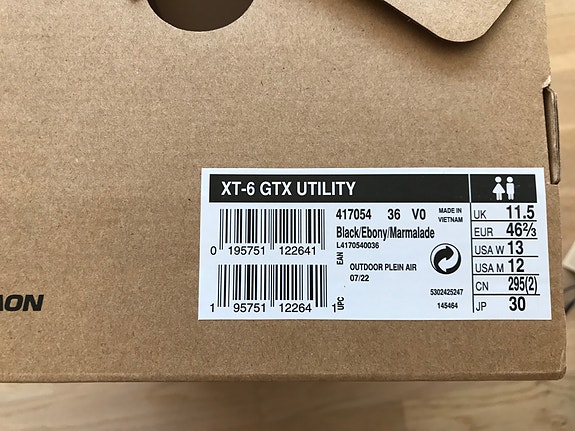 XT-6 GTX UTILITY
417054 36 V0 MADE IN VIETNAM
Black/Ebony/Marmalade
L4170540036
0 195751 122641
EAN
OUTDOOR PLEIN AIR
07/22
5302425247
1 95751 12264 1
UPC
145464
UK 11.5
EUR 46⅔
USA W 13
USA M 12
CN 295(2)
JP 30